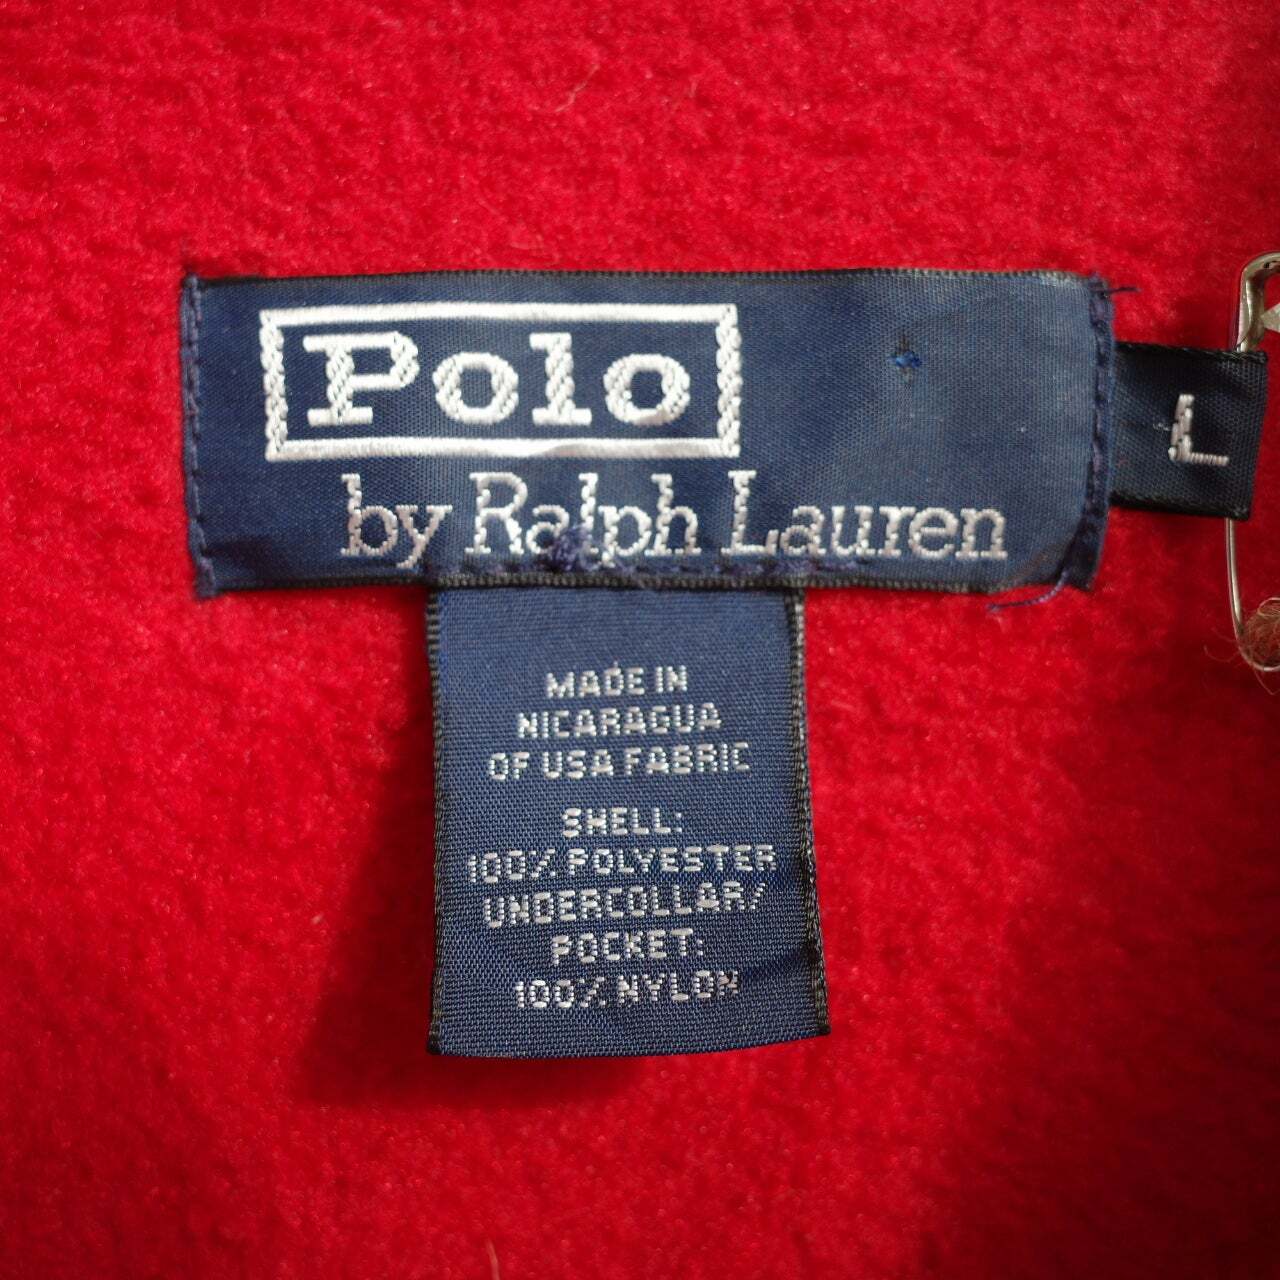 Polo
by Ralph Lauren
L
MADE IN
NICARAGUA
OF USA FABRIC
SHELL:
100% POLYESTER
UNDERCOLLAR/
POCKET:
100% NYLON